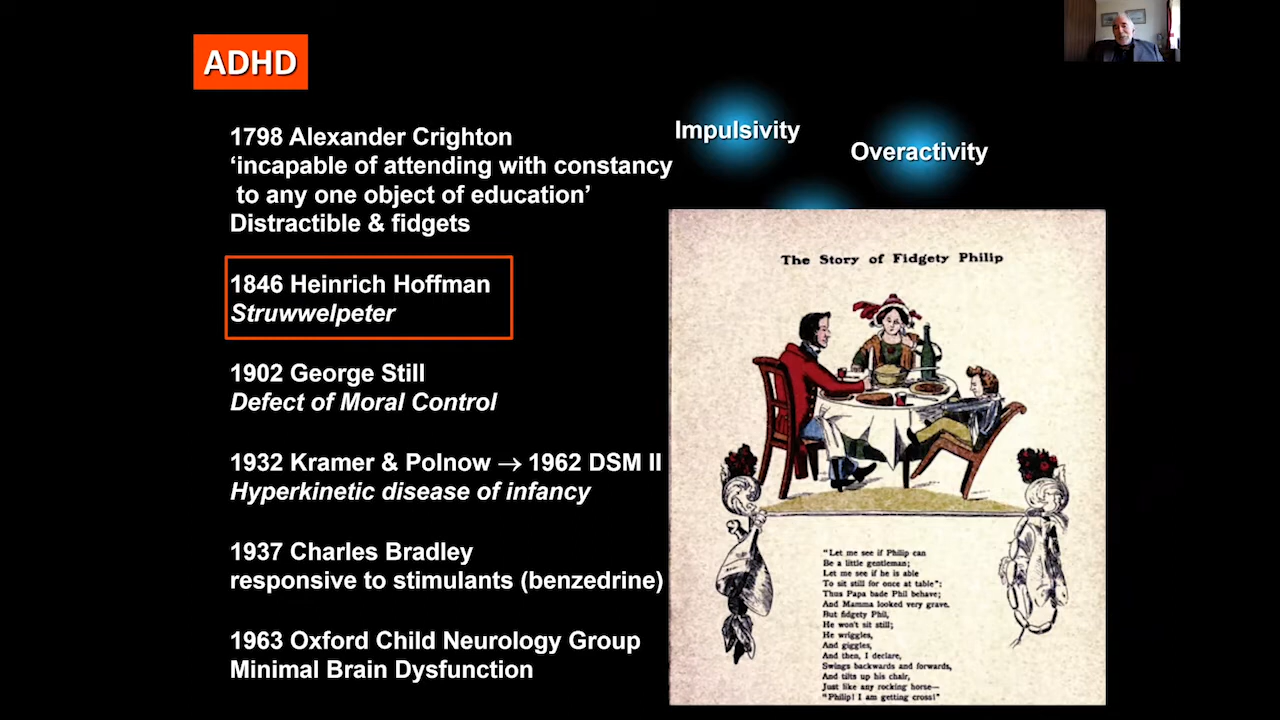 ADHD
1798 Alexander Crighton
‘incapable of attending with constancy
to any one object of education’
Distractible & fidgets
1846 Heinrich Hoffman
Struwwelpeter
1902 George Still
Defect of Moral Control
1932 Kramer & Polnow → 1962 DSM II
Hyperkinetic disease of infancy
1937 Charles Bradley
responsive to stimulants (benzedrine)
1963 Oxford Child Neurology Group
Minimal Brain Dysfunction
Impulsivity
Overactivity
The Story of Fidgety Philip
"Let me see if Philip can
Be a little gentleman;
Let me see if he is able
To sit still for once at table":
Thus Papa bade Phil behave;
And Mamma looked very grave.
But fidgety Phil,
He won't sit still;
He wriggles,
And giggles,
And then, I declare,
Swings backwards and forwards,
And tilts up his chair,
Just like any rocking horse—
"Philip! I am getting cross!"